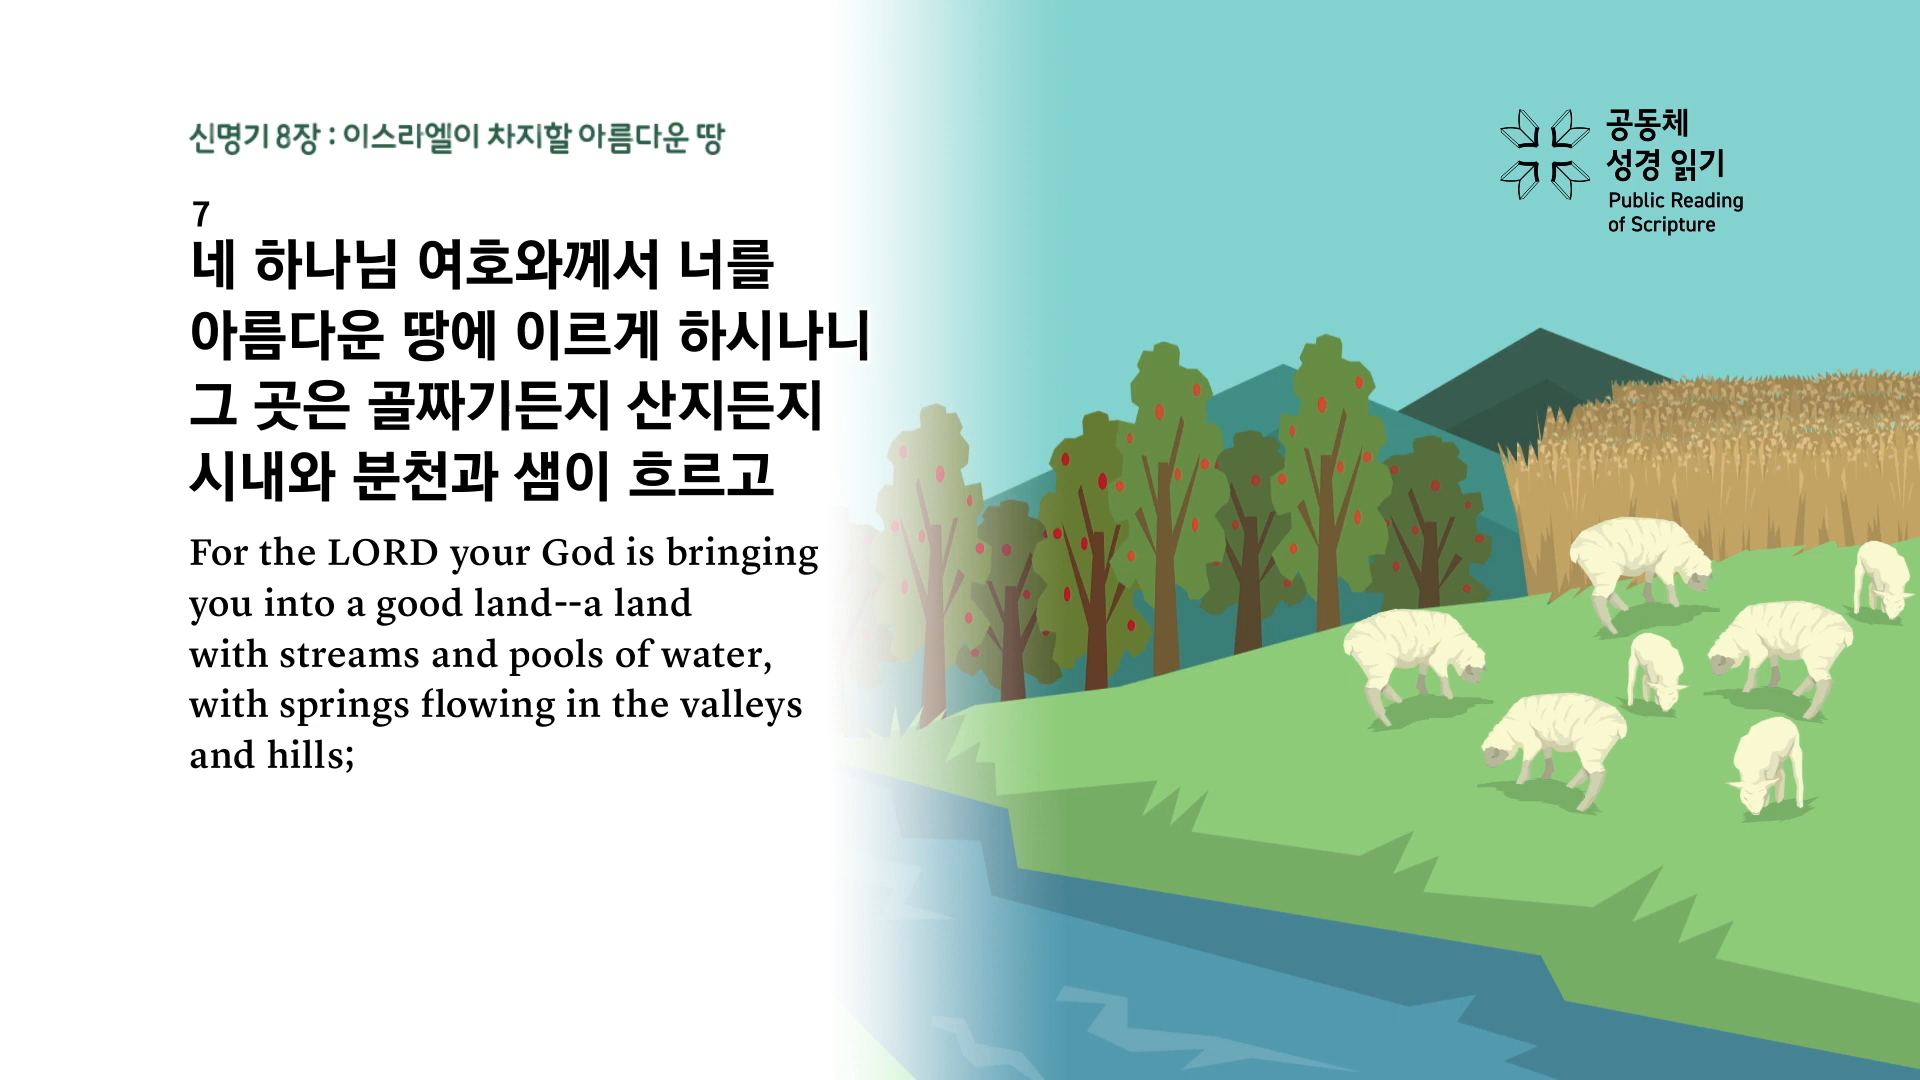 신명기 8장 : 이스라엘이 차지할 아름다운 땅
7
네 하나님 여호와께서 너를
아름다운 땅에 이르게 하시나니
그 곳은 골짜기든지 산지든지
시내와 분천과 샘이 흐르고
For the LORD your God is bringing
you into a good land--a land
with streams and pools of water,
with springs flowing in the valleys
and hills;
공동체
성경 읽기
Public Reading
of Scripture